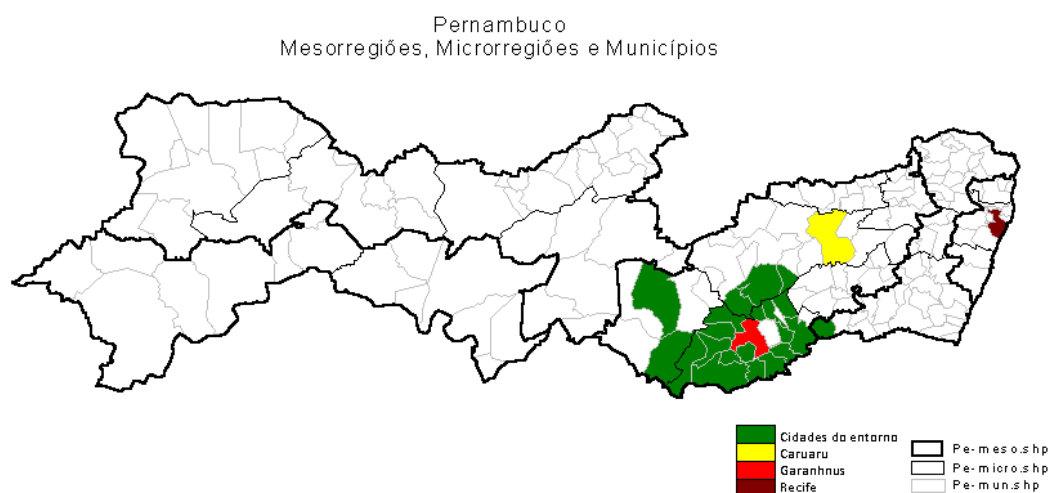 Pernambuco
Mesorregiões, Microrregiões e Municípios
Cidades do entorno
Caruaru
Garanhnus
Recife
Pe-meso.shp
Pe-micro.shp
Pe-mun.shp